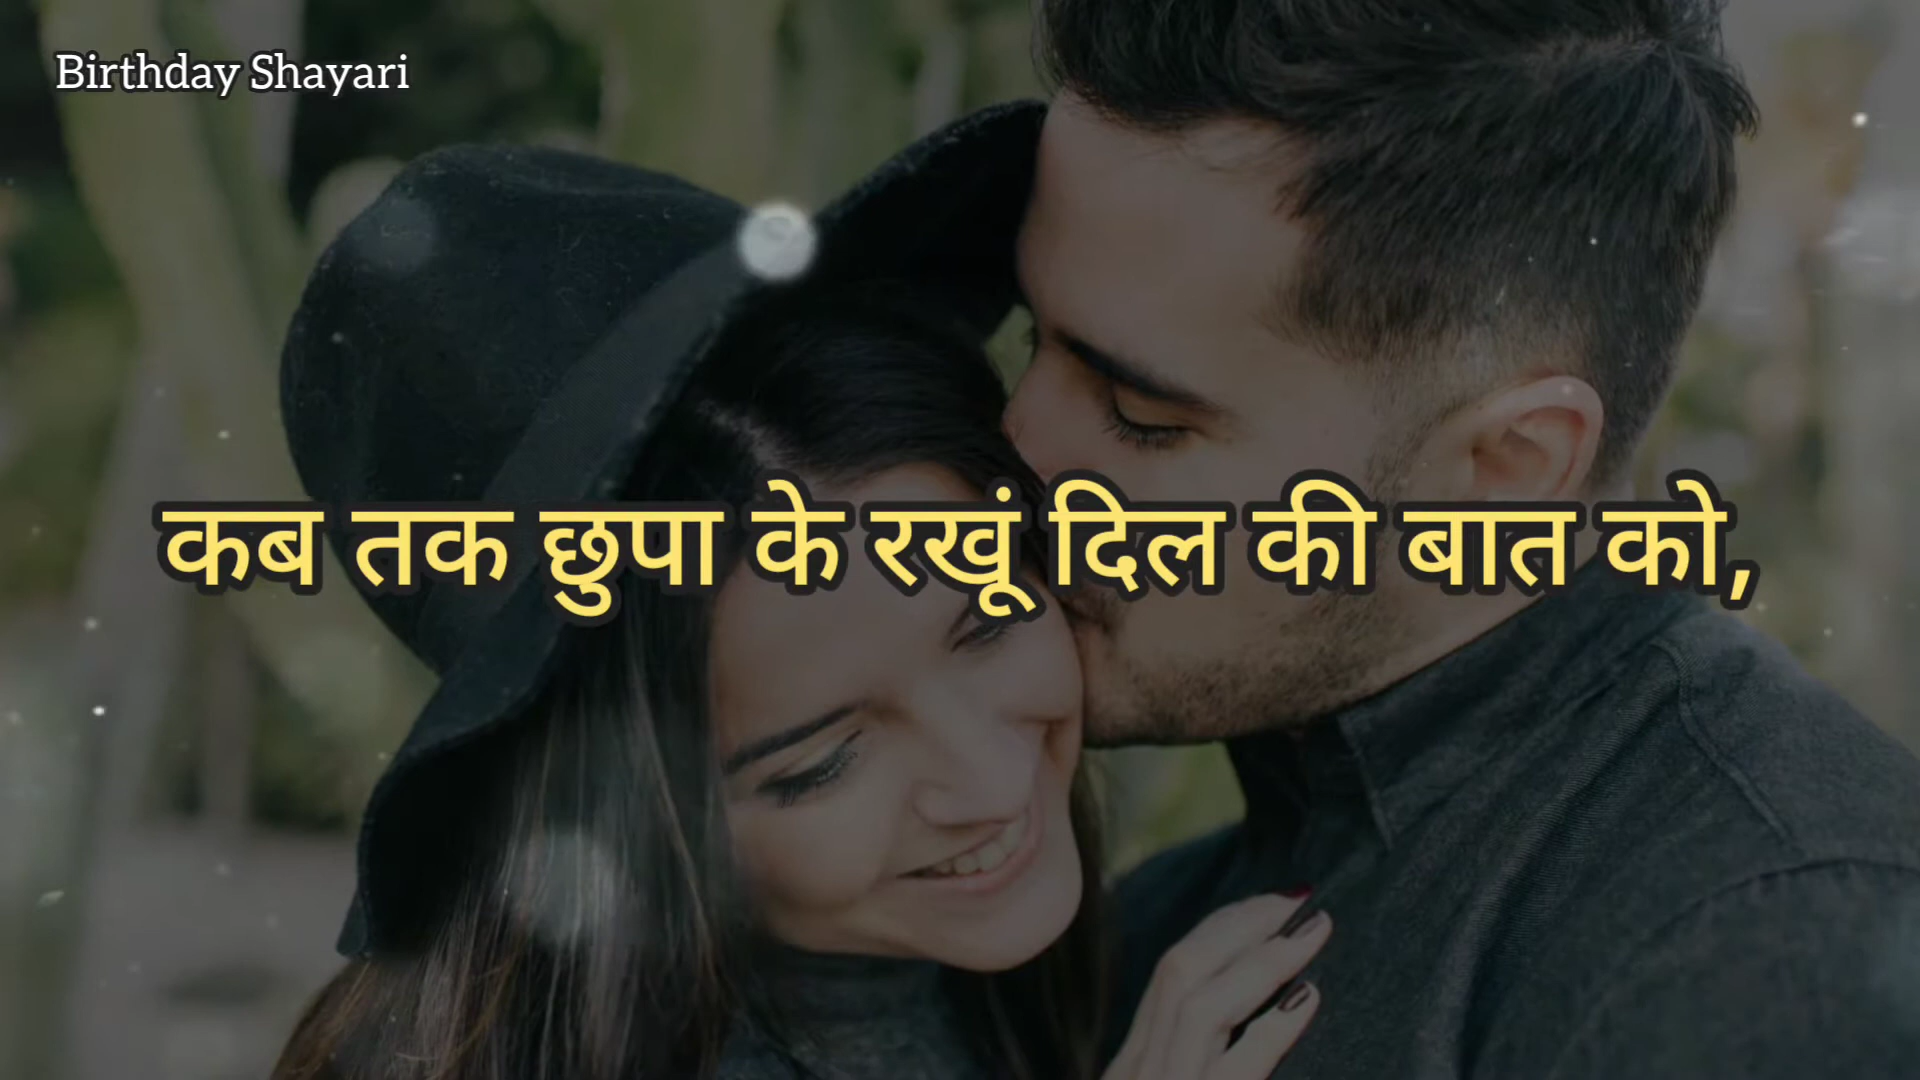 Birthday Shayari
कब तक छुपा के रखूं दिल की बात को,